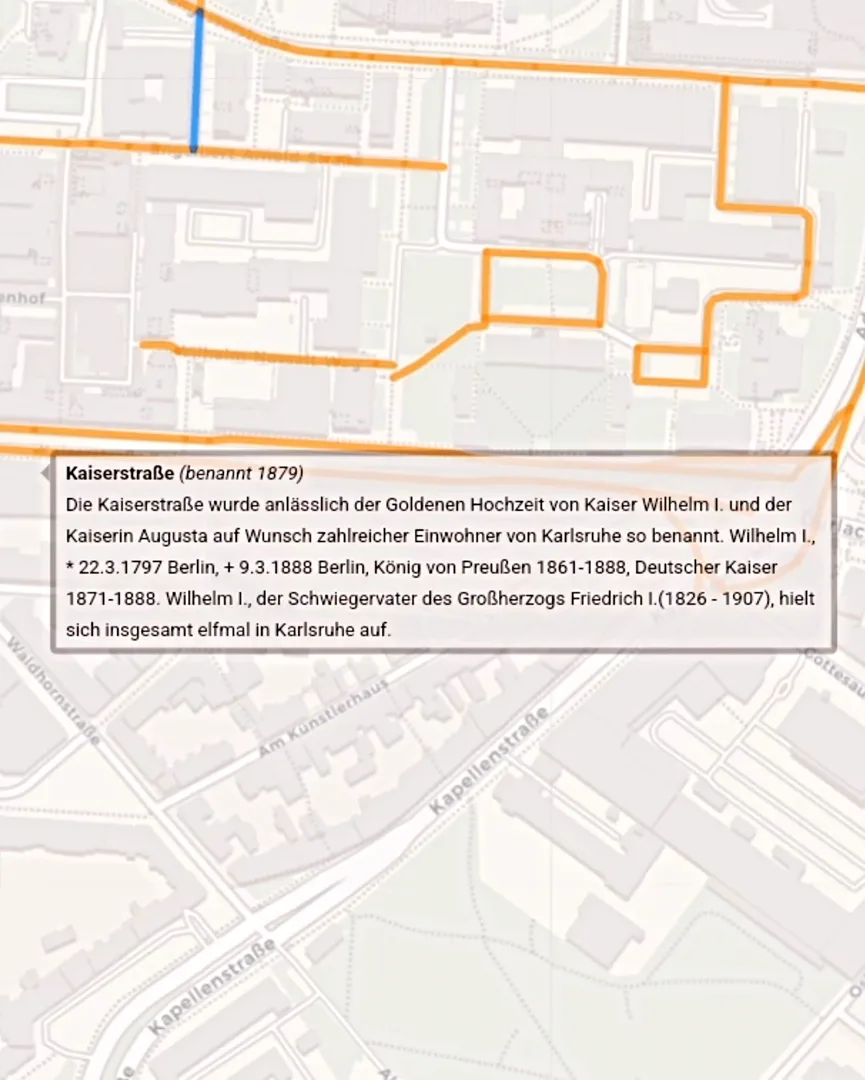 enhof
Kaiserstraße (benannt 1879)
Die Kaiserstraße wurde anlässlich der Goldenen Hochzeit von Kaiser Wilhelm I. und der
Kaiserin Augusta auf Wunsch zahlreicher Einwohner von Karlsruhe so benannt. Wilhelm I.,
* 22.3.1797 Berlin, + 9.3.1888 Berlin, König von Preußen 1861-1888, Deutscher Kaiser
1871-1888. Wilhelm I., der Schwiegervater des Großherzogs Friedrich I.(1826 - 1907), hielt
sich insgesamt elfmal in Karlsruhe auf.
Waldhornstraße
Am Künstlerhaus
Kapellenstraße
Gottesau
Kapellenstraße